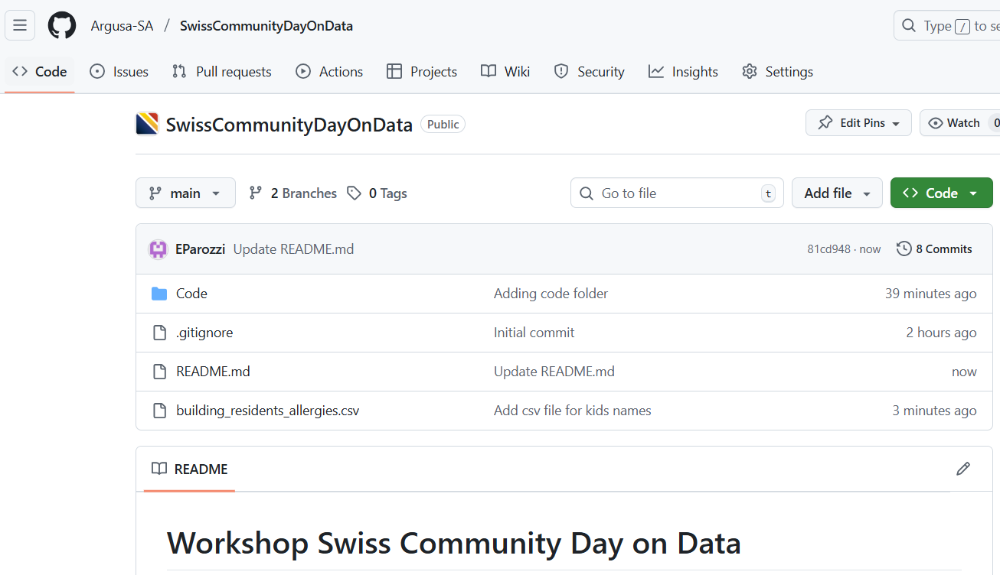 Argusa-SA / SwissCommunityDayOnData
Type / to se
Code Issues Pull requests Actions Projects Wiki Security Insights Settings
SwissCommunityDayOnData Public
Edit Pins Watch 0
main 2 Branches 0 Tags
Go to file t Add file Code
EParozzi Update README.md 81cd948 · now 8 Commits
Code Adding code folder 39 minutes ago
.gitignore Initial commit 2 hours ago
README.md Update README.md now
building_residents_allergies.csv Add csv file for kids names 3 minutes ago
README
Workshop Swiss Community Day on Data